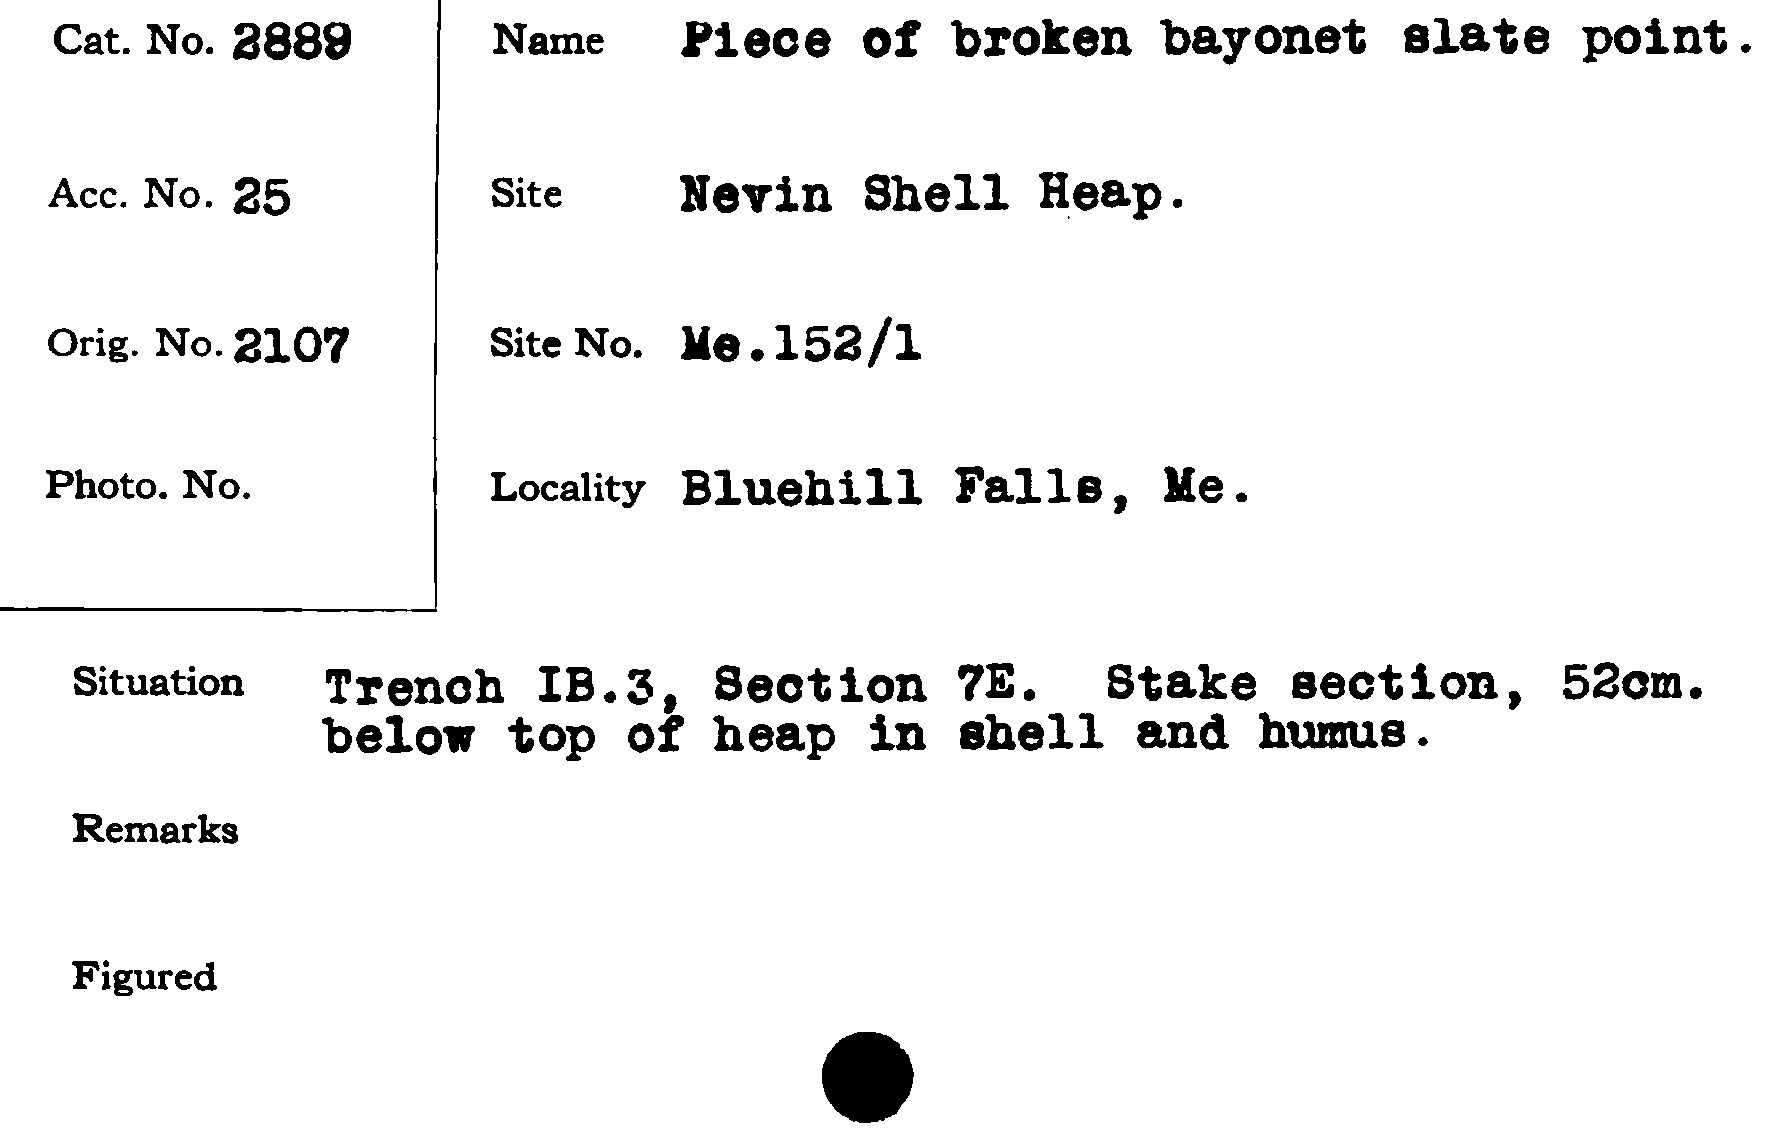 Cat. No. 2889
Name Piece of broken bayonet slate point.
Acc. No. 25
Site Nevin Shell Heap.
Orig. No. 2107
Site No. Me.152/1
Photo. No.
Locality Bluehill Falls, Me.
Situation Trench IB.3, Section 7E. Stake section, 52cm.
below top of heap in shell and humus.
Remarks
Figured